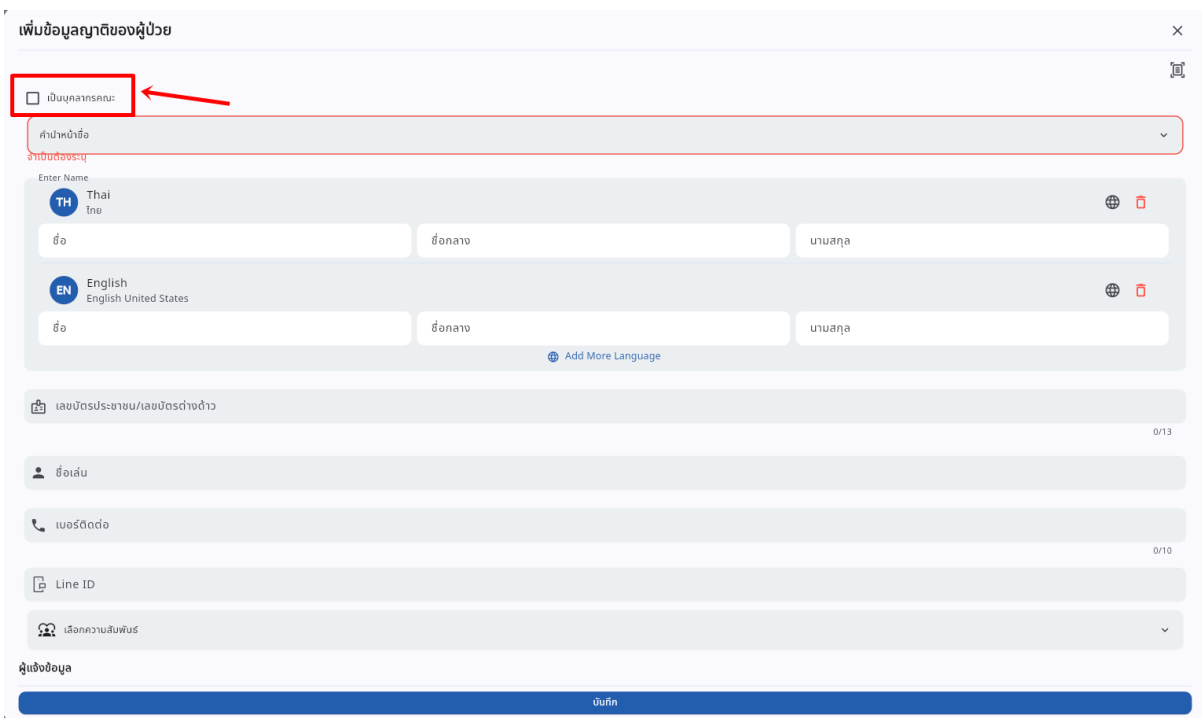 เพิ่มข้อมูลญาติของผู้ป่วย
เป็นบุคลากรคณะ
คำนำหน้าชื่อ
จำเป็นต้องระบุ
Enter Name
TH
Thai
ไทย
ชื่อ ชื่อกลาง นามสกุล
EN
English
English United States
ชื่อ ชื่อกลาง นามสกุล
Add More Language
เลขบัตรประชาชน/เลขบัตรต่างด้าว
0/13
ชื่อเล่น
เบอร์ติดต่อ
0/10
Line ID
เลือกความสัมพันธ์
ผู้แจ้งข้อมูล
บันทึก